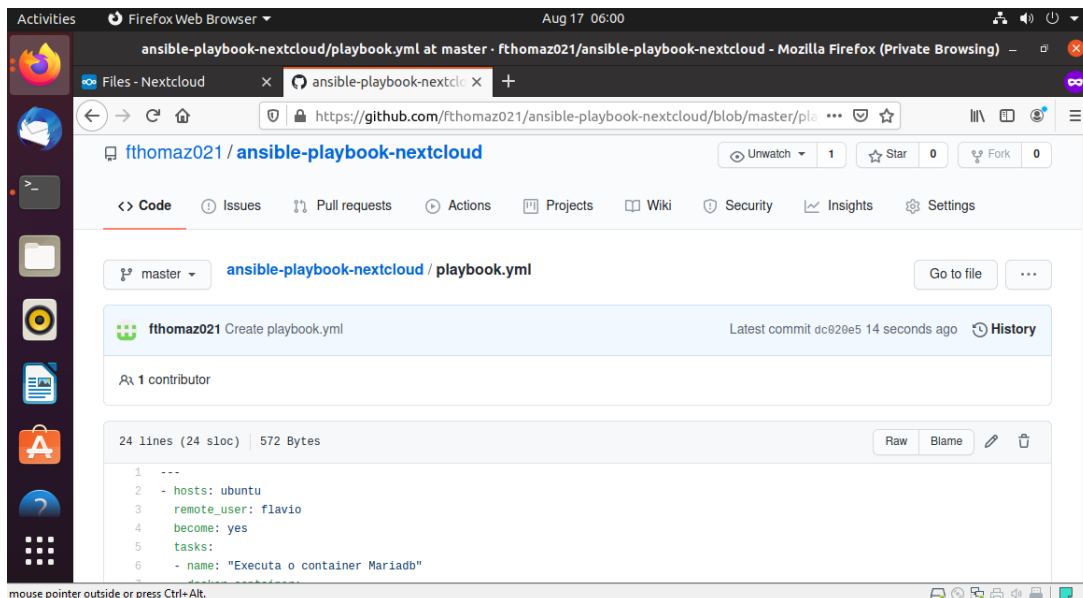 Activities Firefox Web Browser Aug 17 06:00
ansible-playbook-nextcloud/playbook.yml at master · fthomaz021/ansible-playbook-nextcloud - Mozilla Firefox (Private Browsing)
Files - Nextcloud ansible-playbook-nextclo
https://github.com/fthomaz021/ansible-playbook-nextcloud/blob/master/pla
fthomaz021 / ansible-playbook-nextcloud Unwatch 1 Star 0 Fork 0
<> Code Issues Pull requests Actions Projects Wiki Security Insights Settings
master ansible-playbook-nextcloud / playbook.yml Go to file ...
fthomaz021 Create playbook.yml Latest commit dc020e5 14 seconds ago History
1 contributor
24 lines (24 sloc) 572 Bytes Raw Blame
1 ---
2 - hosts: ubuntu
3 remote_user: flavio
4 become: yes
5 tasks:
6 - name: "Executa o container Mariadb"
mouse pointer outside or press Ctrl+Alt.